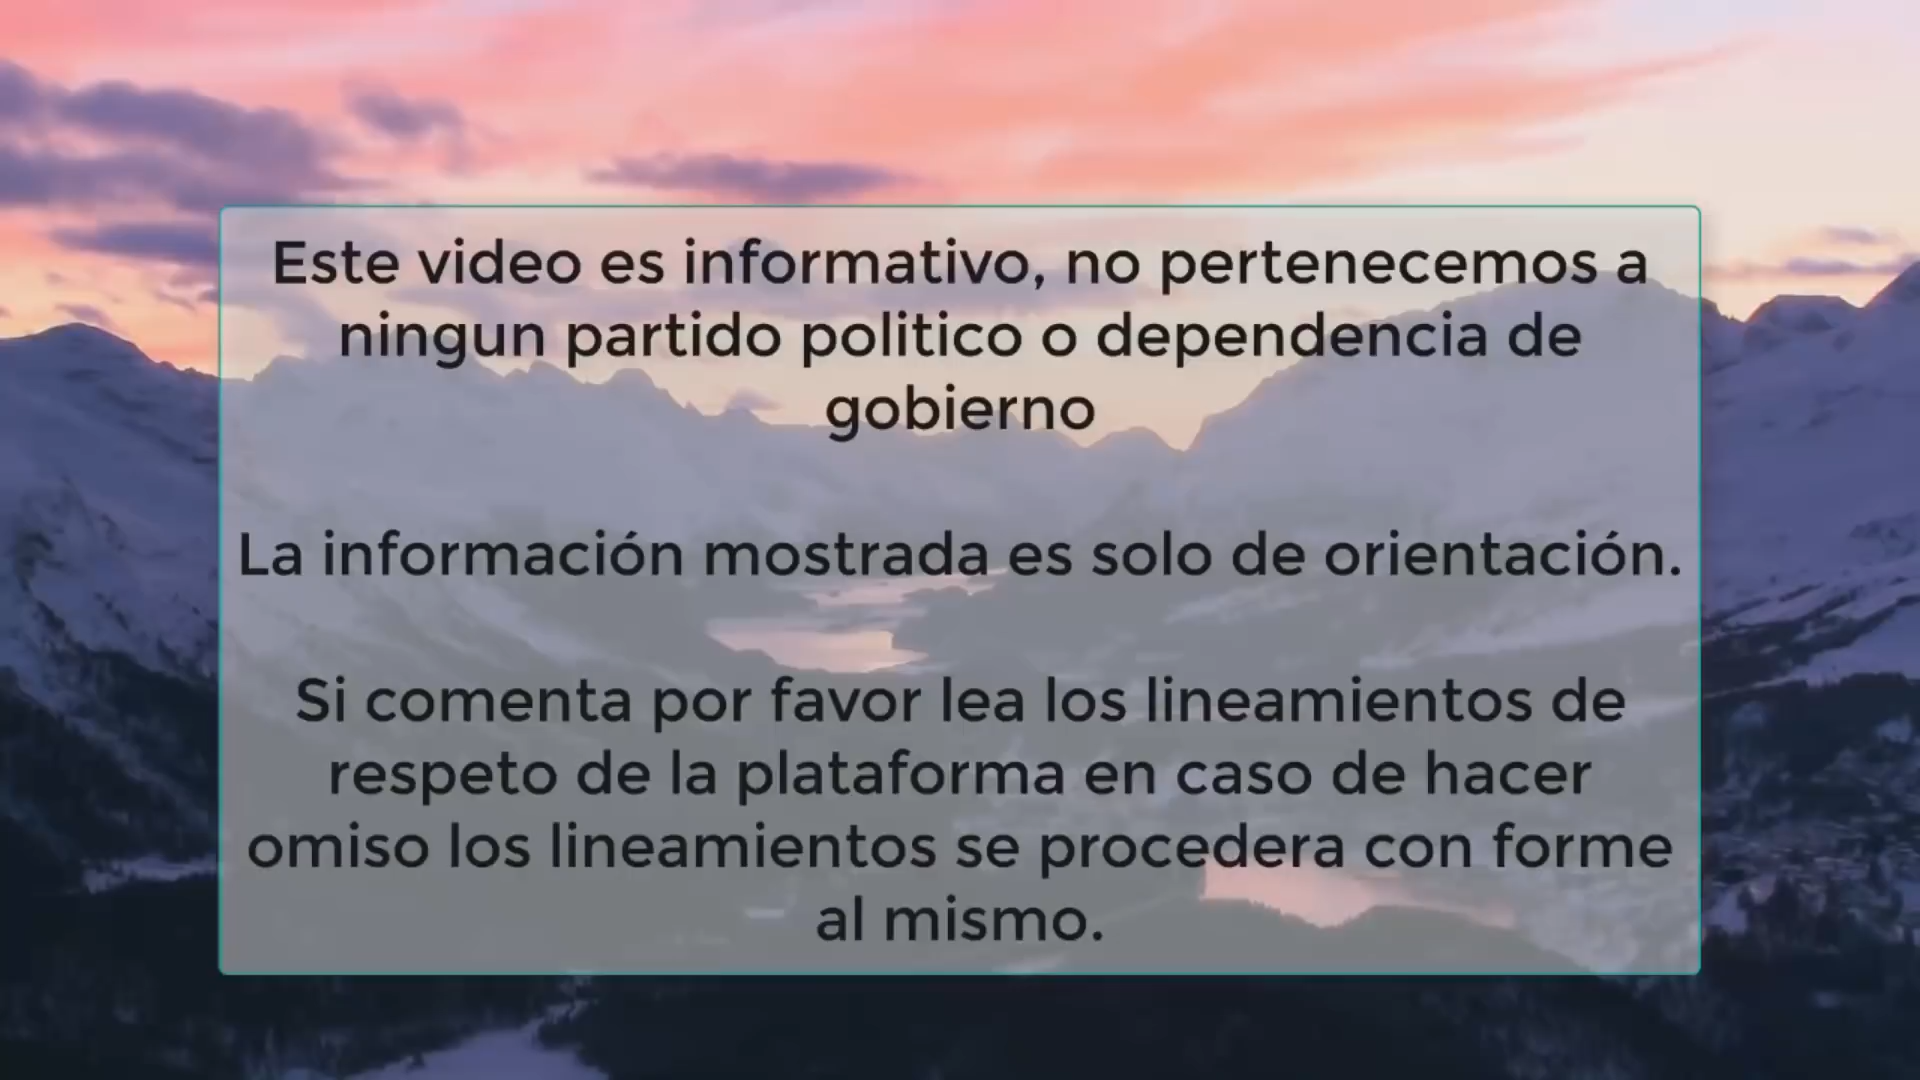 Este video es informativo, no pertenecemos a
ningun partido politico o dependencia de
gobierno
La información mostrada es solo de orientación.
Si comenta por favor lea los lineamientos de
respeto de la plataforma en caso de hacer
omiso los lineamientos se procedera con forme
al mismo.